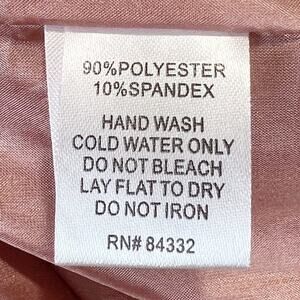 90%POLYESTER
10%SPANDEX
HAND WASH
COLD WATER ONLY
DO NOT BLEACH
LAY FLAT TO DRY
DO NOT IRON
RN# 84332